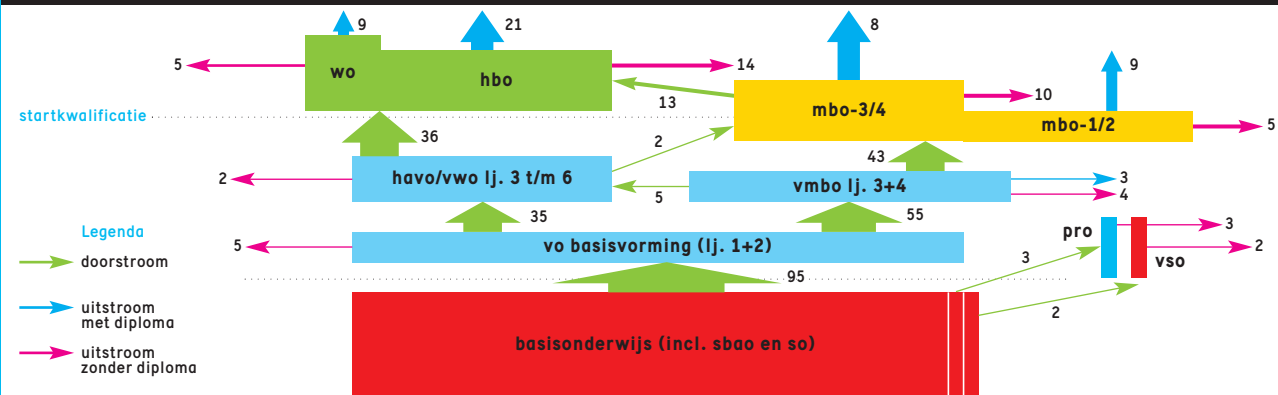 9
21
8
5
wo
hbo
14
9
13
mbo-3/4
10
startkwalificatie
36
2
mbo-1/2
5
43
2
havo/vwo lj. 3 t/m 6
5
vmbo lj. 3+4
3
4
35
55
Legenda
5
vo basisvorming (lj. 1+2)
pro
3
2
vso
doorstroom
95
3
uitstroom
met diploma
2
basisonderwijs (incl. sbao en so)
uitstroom
zonder diploma